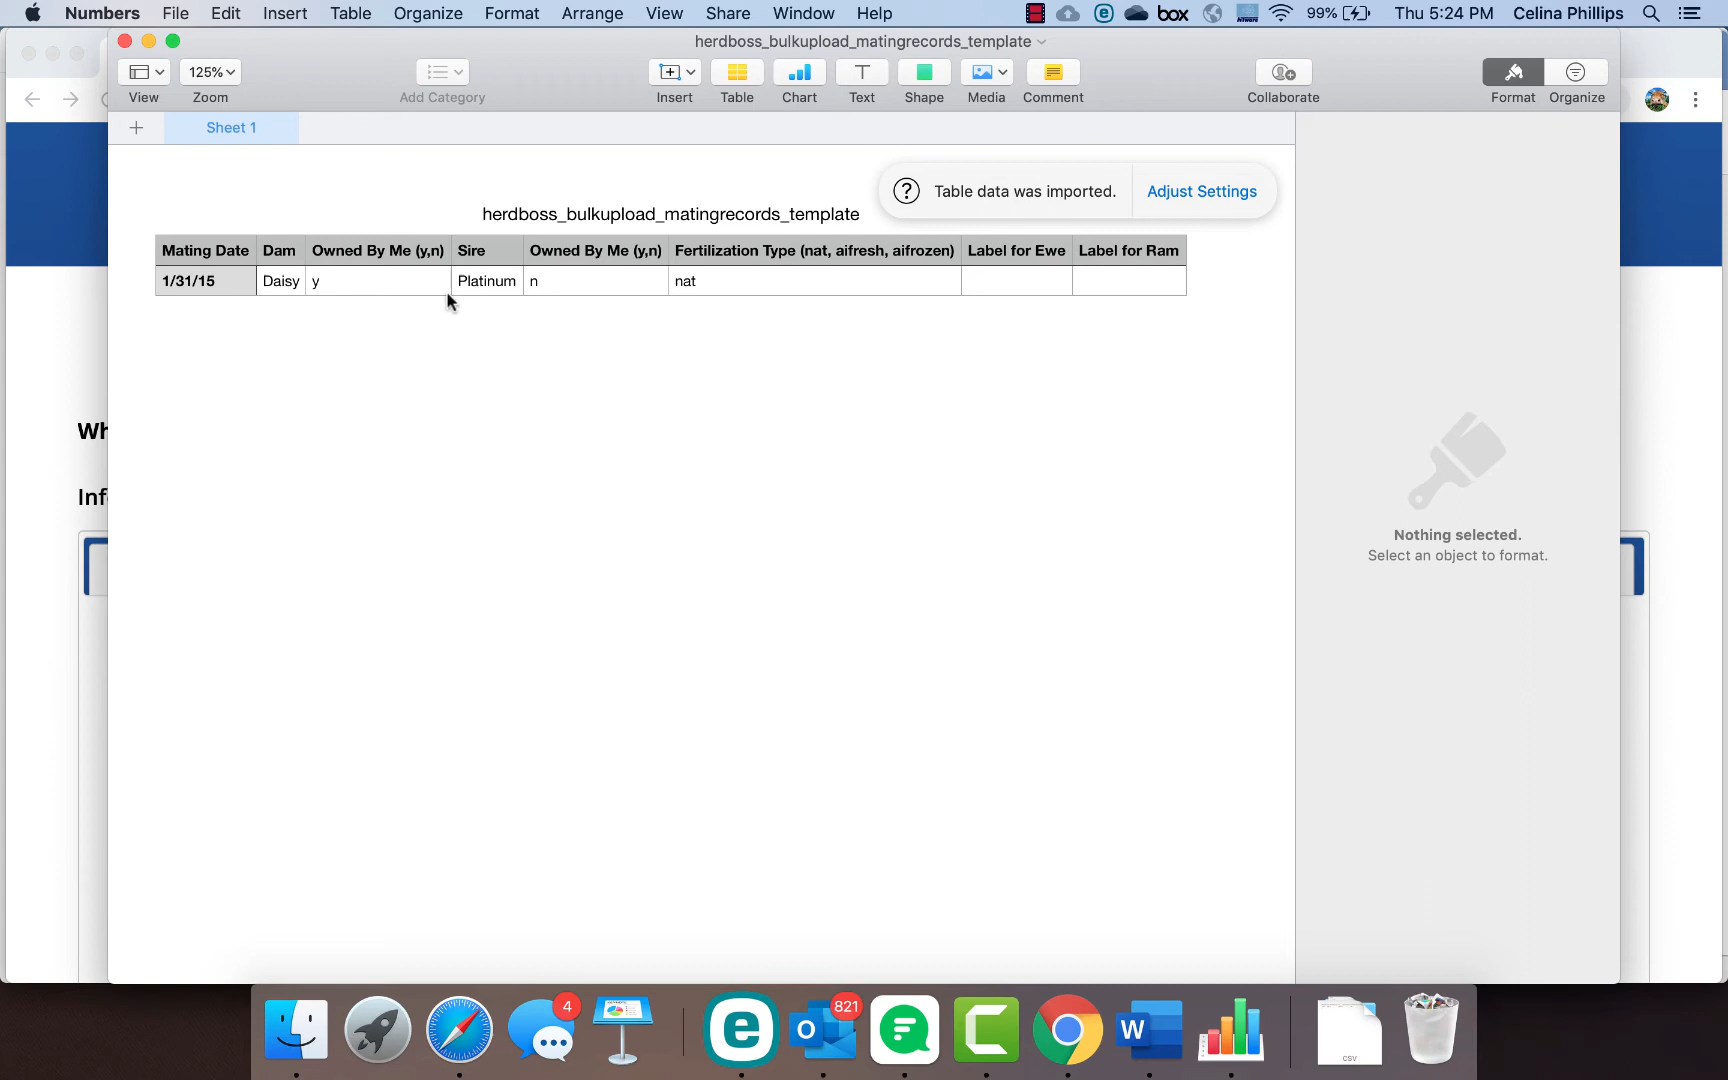 Numbers File Edit Insert Table Organize Format Arrange View Share Window Help box 99% Thu 5:24 PM Celina Phillips
herdboss_bulkupload_matingrecords_template
125%
View Zoom Add Category Insert Table Chart Text Shape Media Comment Collaborate Format Organize
Sheet 1
Table data was imported. Adjust Settings
herdboss_bulkupload_matingrecords_template
Mating Date Dam Owned By Me (y,n) Sire Owned By Me (y,n) Fertilization Type (nat, aifresh, aifrozen) Label for Ewe Label for Ram
1/31/15 Daisy y Platinum n nat
Wh
Inf
Nothing selected.
Select an object to format.
4
821
W
CSV